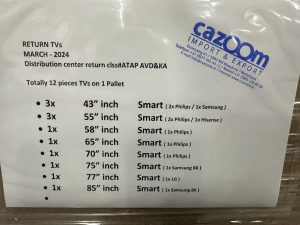 RETURN TVs
MARCH - 2024
Distribution center return clss#ATAP AVD&KA
Totally 12 pieces TVs on 1 Pallet
cazoom
IMPORT & EXPORT
• 3x 43” inch Smart ( 2x Philips / 1x Samsung )
• 3x 55” inch Smart ( 2x Philips / 1x Hisense )
• 1x 58” inch Smart ( 1x Philips )
• 1x 65” inch Smart ( 1x Philips )
• 1x 70” inch Smart ( 1x Philips )
• 1x 75” inch Smart ( 1x Samsung 8K )
• 1x 77” inch Smart ( 1x LG )
• 1x 85” inch Smart ( 1x Samsung 8K )
•